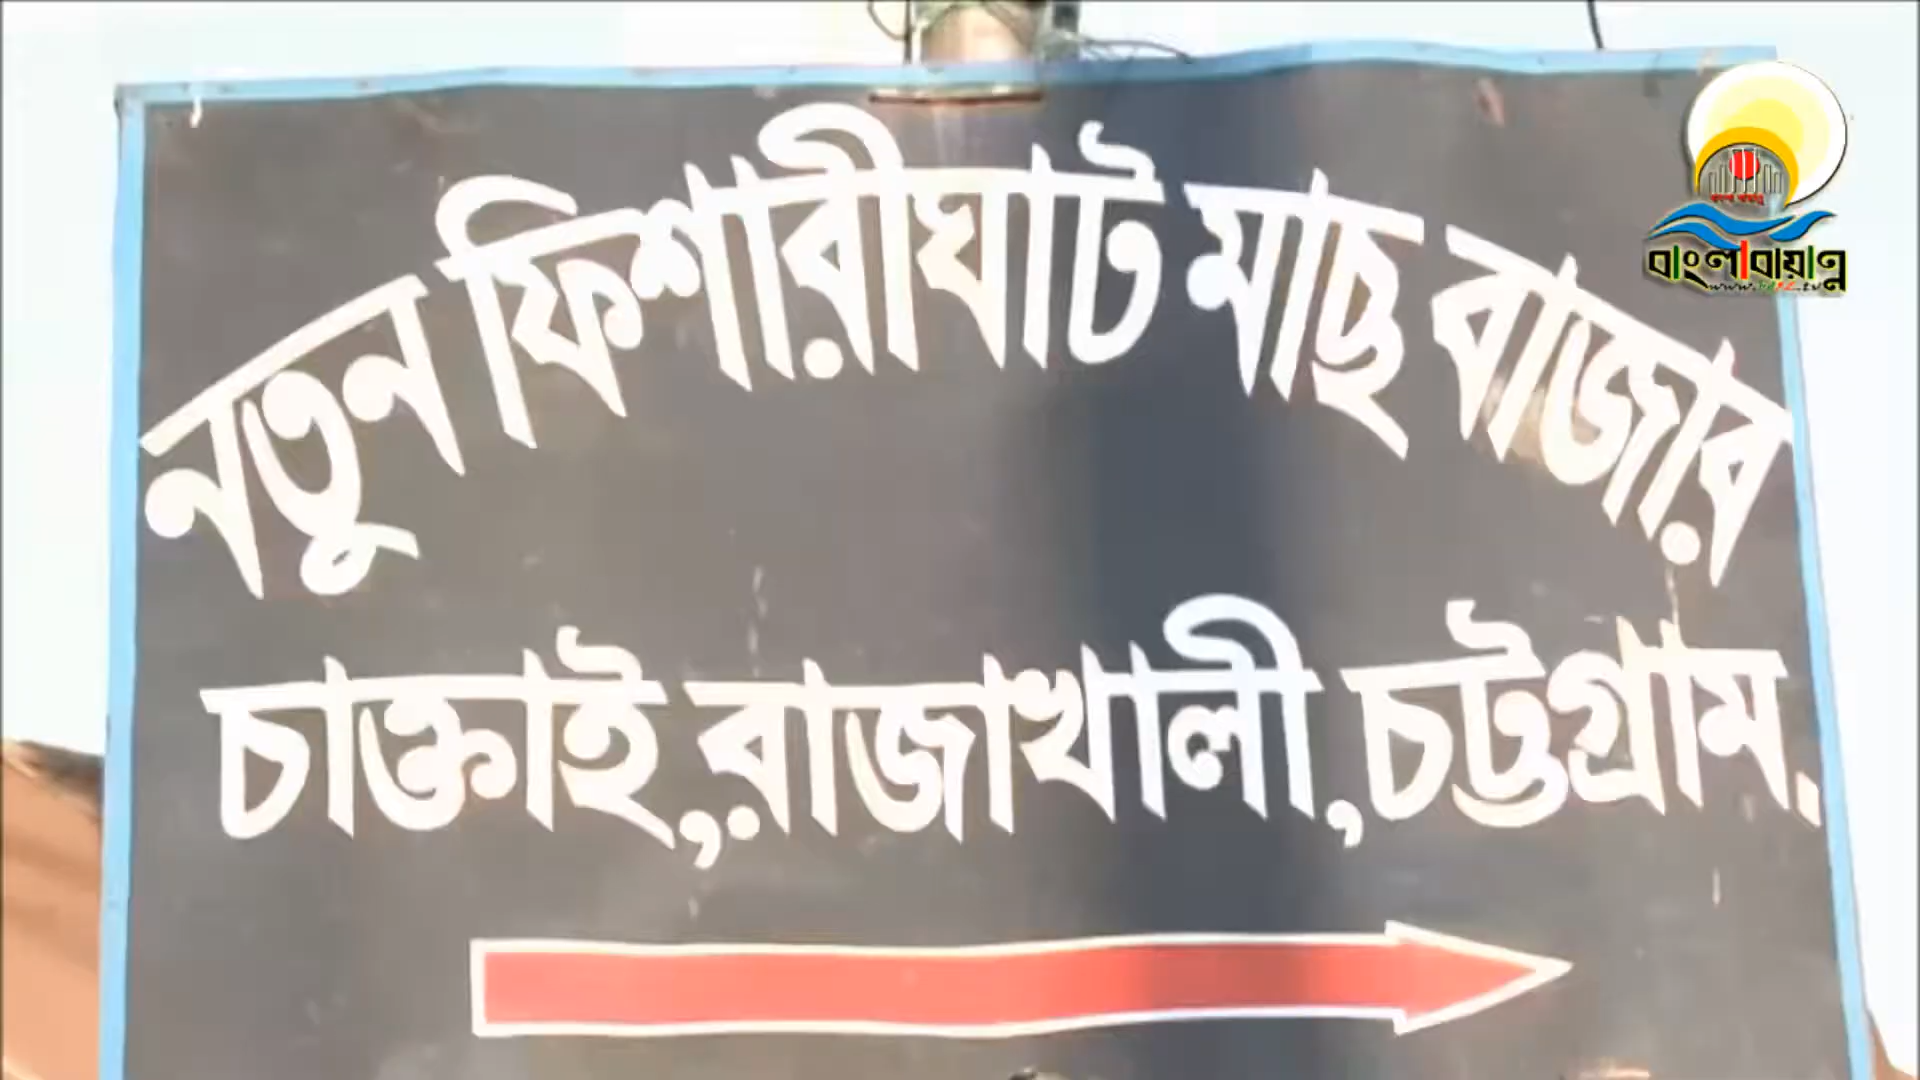 নতুন ফিশারীঘাট মাছ বাজার
চাক্তাই, রাজাখালী, চট্টগ্রাম.
বাংলাবায়ান্ন